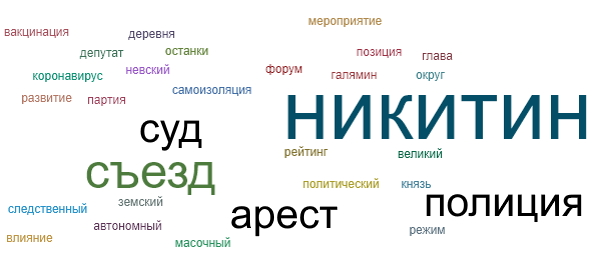 мероприятие
вакцинация
деревня
депутат
останки
позиция
глава
коронавирус
невский
форум
галямин
округ
развитие
партия
самоизоляция
никитин
суд
рейтинг
великий
съезд
политический
князь
следственный
земский
арест
полиция
автономный
режим
влияние
масочный